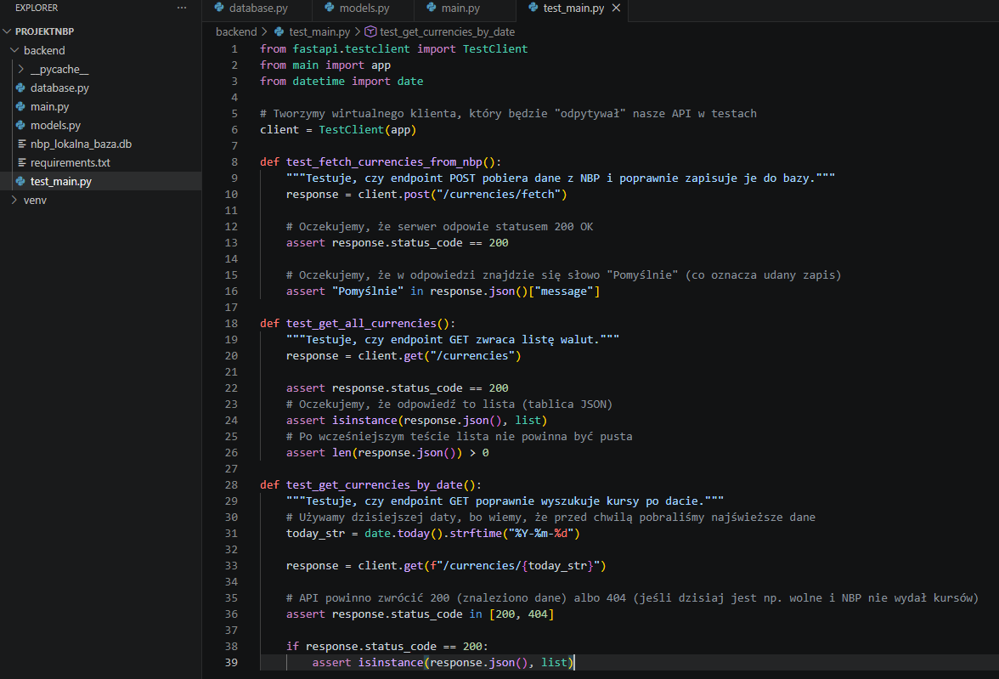 EXPLORER
...
PROJEKTNBP
backend
__pycache__
database.py
main.py
models.py
nbp_lokalna_baza.db
requirements.txt
test_main.py
venv
database.py models.py main.py test_main.py
backend > test_main.py > test_get_currencies_by_date
1 from fastapi.testclient import TestClient
2 from main import app
3 from datetime import date
4
5 # Tworzymy wirtualnego klienta, który będzie "odpytywał" nasze API w testach
6 client = TestClient(app)
7
8 def test_fetch_currencies_from_nbp():
9     """Testuje, czy endpoint POST pobiera dane z NBP i poprawnie zapisuje je do bazy."""
10     response = client.post("/currencies/fetch")
11
12     # Oczekujemy, że serwer odpowie statusem 200 OK
13     assert response.status_code == 200
14
15     # Oczekujemy, że w odpowiedzi znajdzie się słowo "Pomyślnie" (co oznacza udany zapis)
16     assert "Pomyślnie" in response.json()["message"]
17
18 def test_get_all_currencies():
19     """Testuje, czy endpoint GET zwraca listę walut."""
20     response = client.get("/currencies")
21
22     assert response.status_code == 200
23     # Oczekujemy, że odpowiedź to lista (tablica JSON)
24     assert isinstance(response.json(), list)
25     # Po wcześniejszym teście lista nie powinna być pusta
26     assert len(response.json()) > 0
27
28 def test_get_currencies_by_date():
29     """Testuje, czy endpoint GET poprawnie wyszukuje kursy po dacie."""
30     # Używamy dzisiejszej daty, bo wiemy, że przed chwilą pobraliśmy najświeższe dane
31     today_str = date.today().strftime("%Y-%m-%d")
32
33     response = client.get(f"/currencies/{today_str}")
34
35     # API powinno zwrócić 200 (znaleziono dane) albo 404 (jeśli dzisiaj jest np. wolne i NBP nie wydał kursów)
36     assert response.status_code in [200, 404]
37
38     if response.status_code == 200:
39         assert isinstance(response.json(), list)